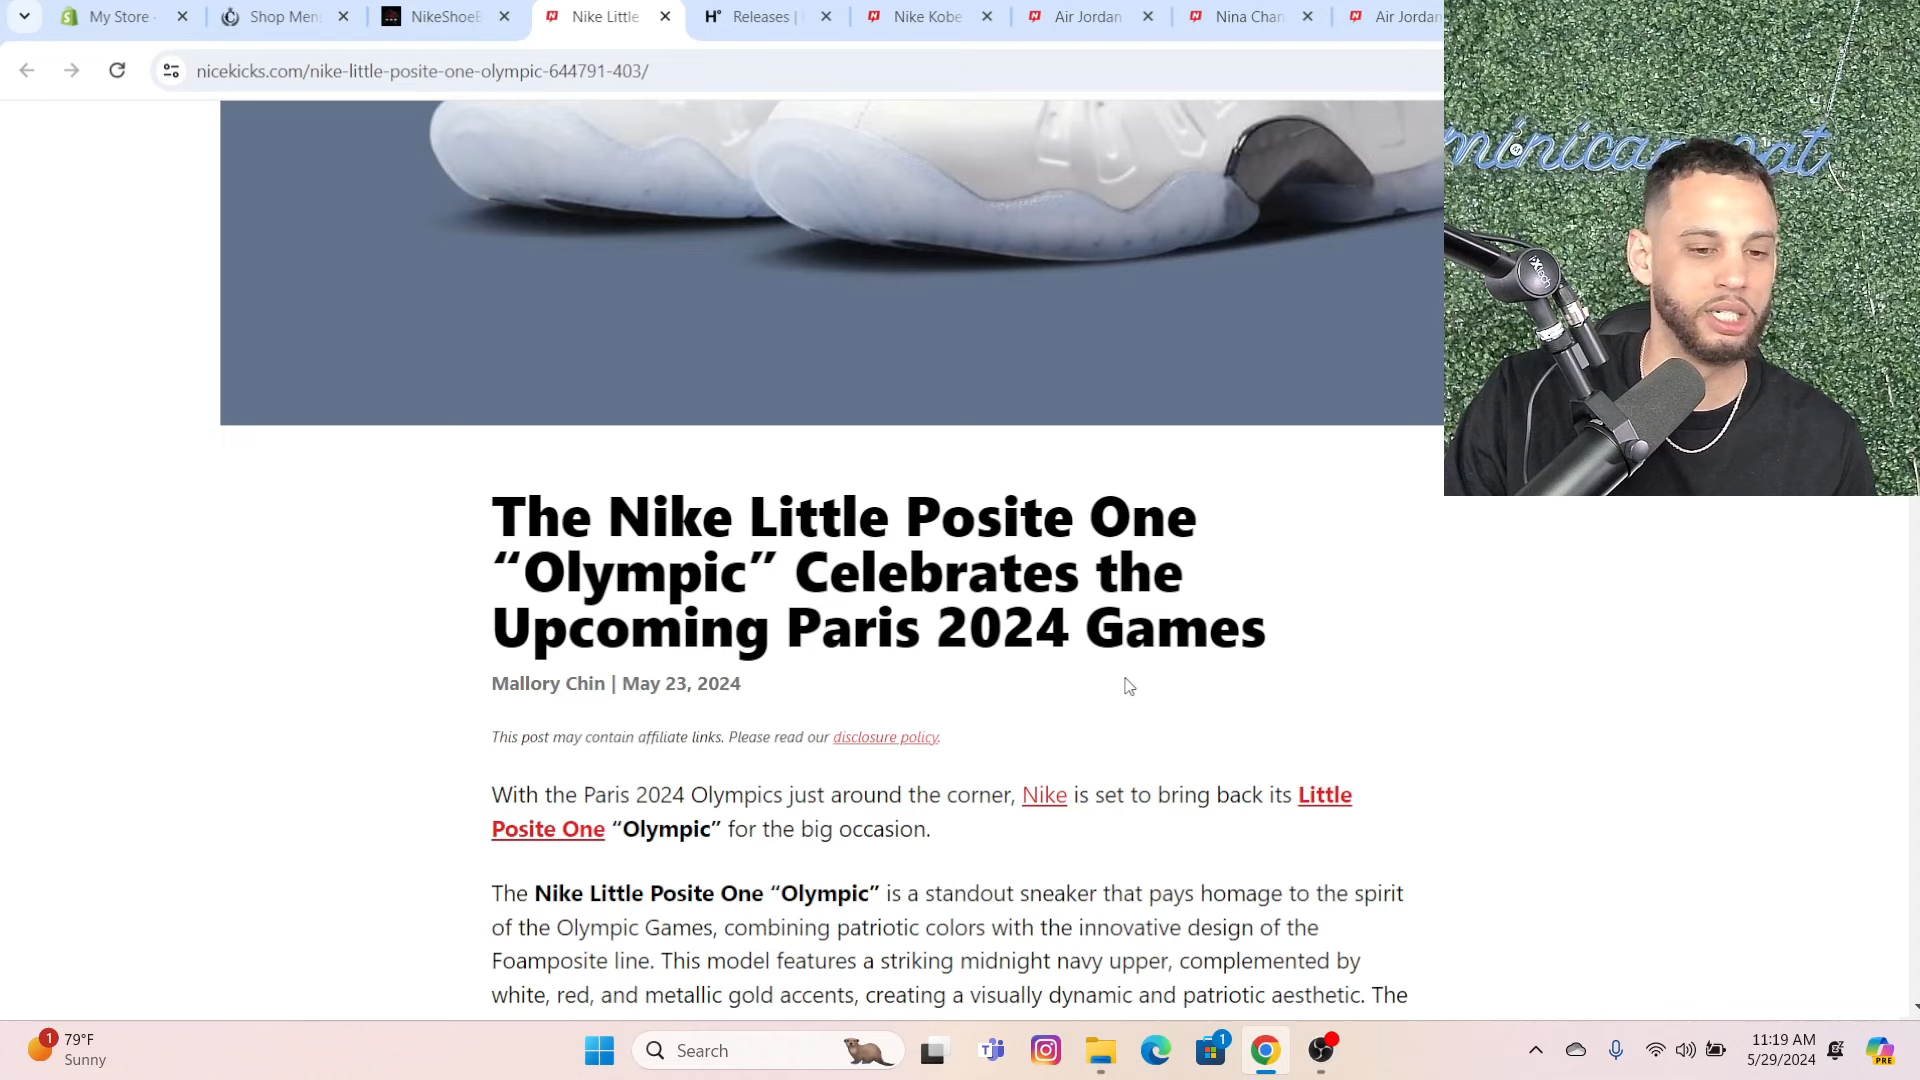 My Store -
Shop Mens
NikeShoeB
Nike Little
Releases |
Nike Kobe
Air Jordan
Nina Chan
Air Jordan
nicekicks.com/nike-little-posite-one-olympic-644791-403/
The Nike Little Posite One
“Olympic” Celebrates the
Upcoming Paris 2024 Games
Mallory Chin | May 23, 2024
This post may contain affiliate links. Please read our disclosure policy.
With the Paris 2024 Olympics just around the corner, Nike is set to bring back its Little
Posite One “Olympic” for the big occasion.
The Nike Little Posite One “Olympic” is a standout sneaker that pays homage to the spirit
of the Olympic Games, combining patriotic colors with the innovative design of the
Foamposite line. This model features a striking midnight navy upper, complemented by
white, red, and metallic gold accents, creating a visually dynamic and patriotic aesthetic. The
1
79°F
Sunny
Search
1
11:19 AM
5/29/2024
PRE